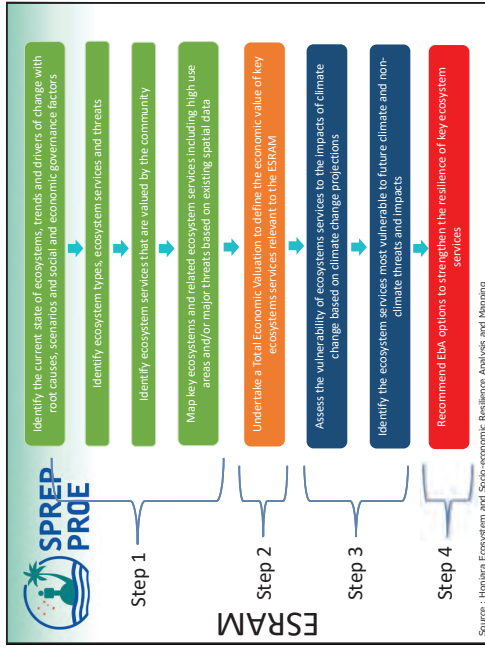 SPREP
PROE
ESRAM
Step 1
Identify the current state of ecosystems, trends and drivers of change with
root causes, scenarios and social and economic governance factors
Identify ecosystem types, ecosystem services and threats
Identify ecosystem services that are valued by the community
Map key ecosystems and related ecosystem services including high use
areas and/or major threats based on existing spatial data
Step 2
Undertake a Total Economic Valuation to define the economic value of key
ecosystems services relevant to the ESRAM
Step 3
Assess the vulnerability of ecosystems services to the impacts of climate
change based on climate change projections
Identify the ecosystem services most vulnerable to future climate and non-
climate threats and impacts
Step 4
Recommend EbA options to strengthen the resilience of key ecosystem
services
Source : Honiara Ecosystem and Socio-economic Resilience Analysis and Mapping